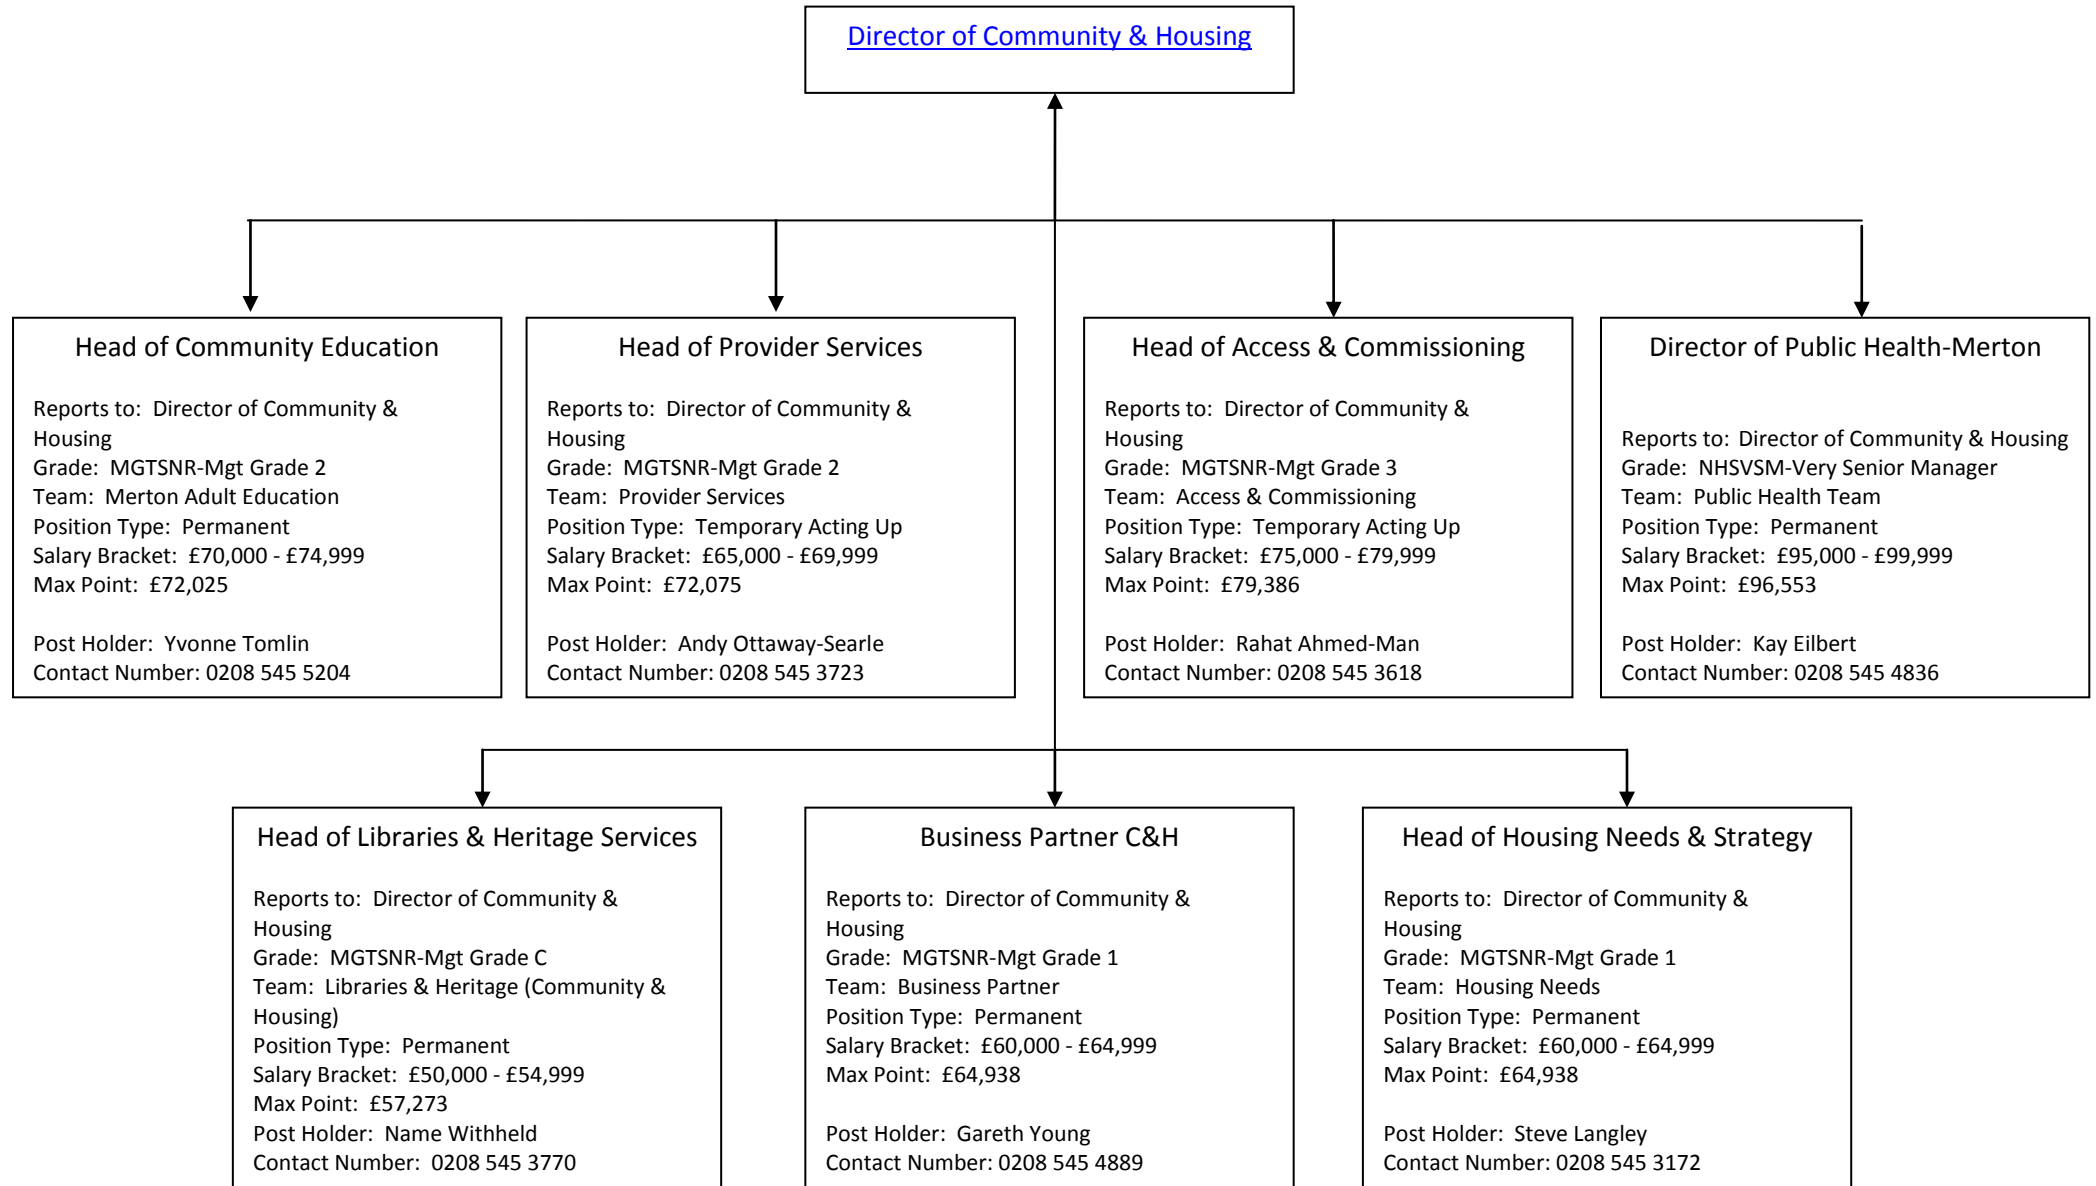 Director of Community & Housing
Head of Community Education
Reports to: Director of Community &
Housing
Grade: MGTSNR-Mgt Grade 2
Team: Merton Adult Education
Position Type: Permanent
Salary Bracket: £70,000 - £74,999
Max Point: £72,025
Post Holder: Yvonne Tomlin
Contact Number: 0208 545 5204
Head of Provider Services
Reports to: Director of Community &
Housing
Grade: MGTSNR-Mgt Grade 2
Team: Provider Services
Position Type: Temporary Acting Up
Salary Bracket: £65,000 - £69,999
Max Point: £72,075
Post Holder: Andy Ottaway-Searle
Contact Number: 0208 545 3723
Head of Access & Commissioning
Reports to: Director of Community &
Housing
Grade: MGTSNR-Mgt Grade 3
Team: Access & Commissioning
Position Type: Temporary Acting Up
Salary Bracket: £75,000 - £79,999
Max Point: £79,386
Post Holder: Rahat Ahmed-Man
Contact Number: 0208 545 3618
Director of Public Health-Merton
Reports to: Director of Community & Housing
Grade: NHSVSM-Very Senior Manager
Team: Public Health Team
Position Type: Permanent
Salary Bracket: £95,000 - £99,999
Max Point: £96,553
Post Holder: Kay Eilbert
Contact Number: 0208 545 4836
Head of Libraries & Heritage Services
Reports to: Director of Community &
Housing
Grade: MGTSNR-Mgt Grade C
Team: Libraries & Heritage (Community &
Housing)
Position Type: Permanent
Salary Bracket: £50,000 - £54,999
Max Point: £57,273
Post Holder: Name Withheld
Contact Number: 0208 545 3770
Business Partner C&H
Reports to: Director of Community &
Housing
Grade: MGTSNR-Mgt Grade 1
Team: Business Partner
Position Type: Permanent
Salary Bracket: £60,000 - £64,999
Max Point: £64,938
Post Holder: Gareth Young
Contact Number: 0208 545 4889
Head of Housing Needs & Strategy
Reports to: Director of Community &
Housing
Grade: MGTSNR-Mgt Grade 1
Team: Housing Needs
Position Type: Permanent
Salary Bracket: £60,000 - £64,999
Max Point: £64,938
Post Holder: Steve Langley
Contact Number: 0208 545 3172